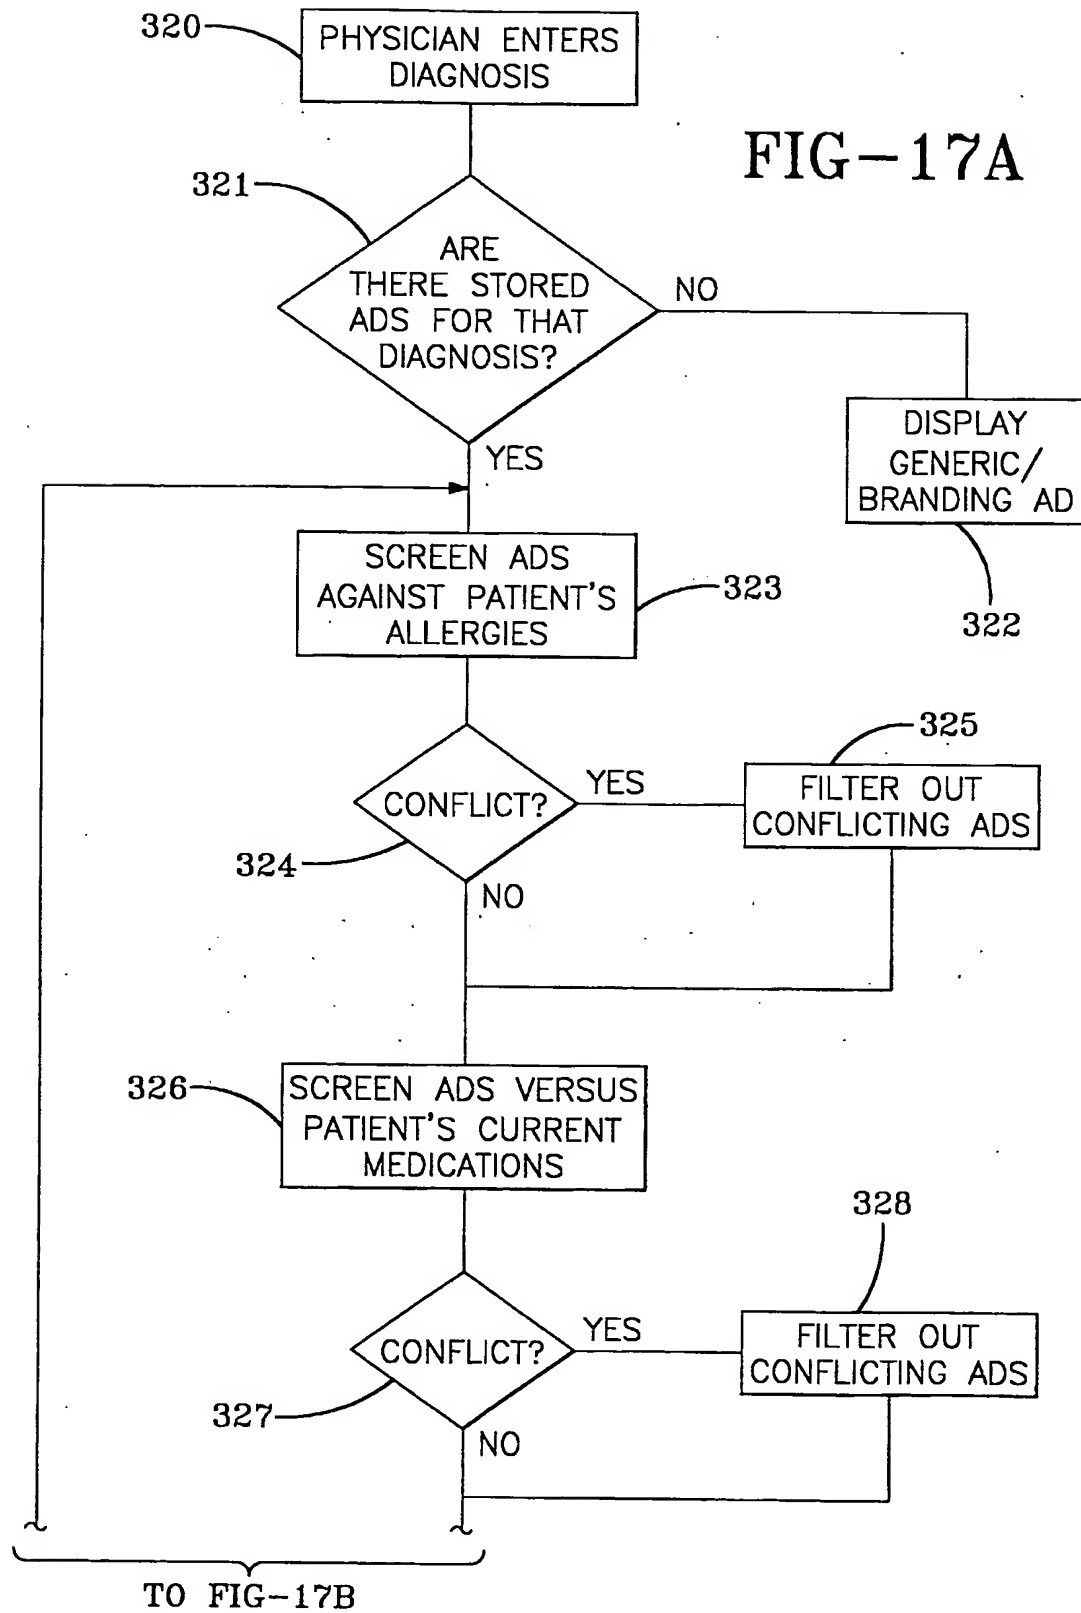 320
PHYSICIAN ENTERS
DIAGNOSIS
FIG-17A
321
ARE
THERE STORED
ADS FOR THAT
DIAGNOSIS?
NO
YES
DISPLAY
GENERIC/
BRANDING AD
322
SCREEN ADS
AGAINST PATIENT'S
ALLERGIES
323
CONFLICT?
324
YES
325
FILTER OUT
CONFLICTING ADS
NO
326
SCREEN ADS VERSUS
PATIENT'S CURRENT
MEDICATIONS
CONFLICT?
327
YES
328
FILTER OUT
CONFLICTING ADS
NO
TO FIG-17B